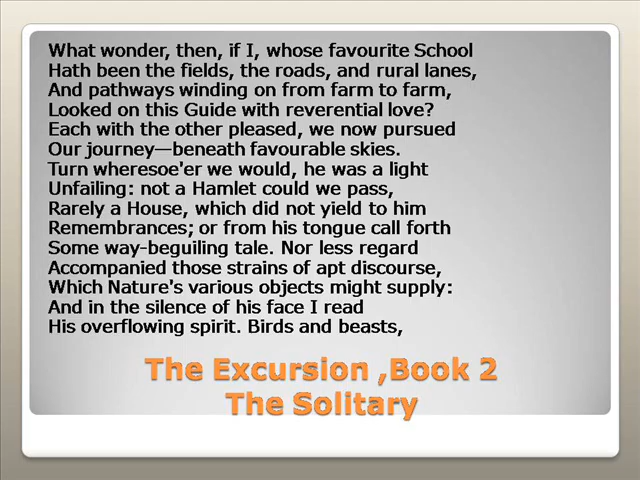 What wonder, then, if I, whose favourite School
Hath been the fields, the roads, and rural lanes,
And pathways winding on from farm to farm,
Looked on this Guide with reverential love?
Each with the other pleased, we now pursued
Our journey—beneath favourable skies.
Turn wheresoe'er we would, he was a light
Unfailing: not a Hamlet could we pass,
Rarely a House, which did not yield to him
Remembrances; or from his tongue call forth
Some way-beguiling tale. Nor less regard
Accompanied those strains of apt discourse,
Which Nature's various objects might supply:
And in the silence of his face I read
His overflowing spirit. Birds and beasts,
The Excursion ,Book 2
The Solitary